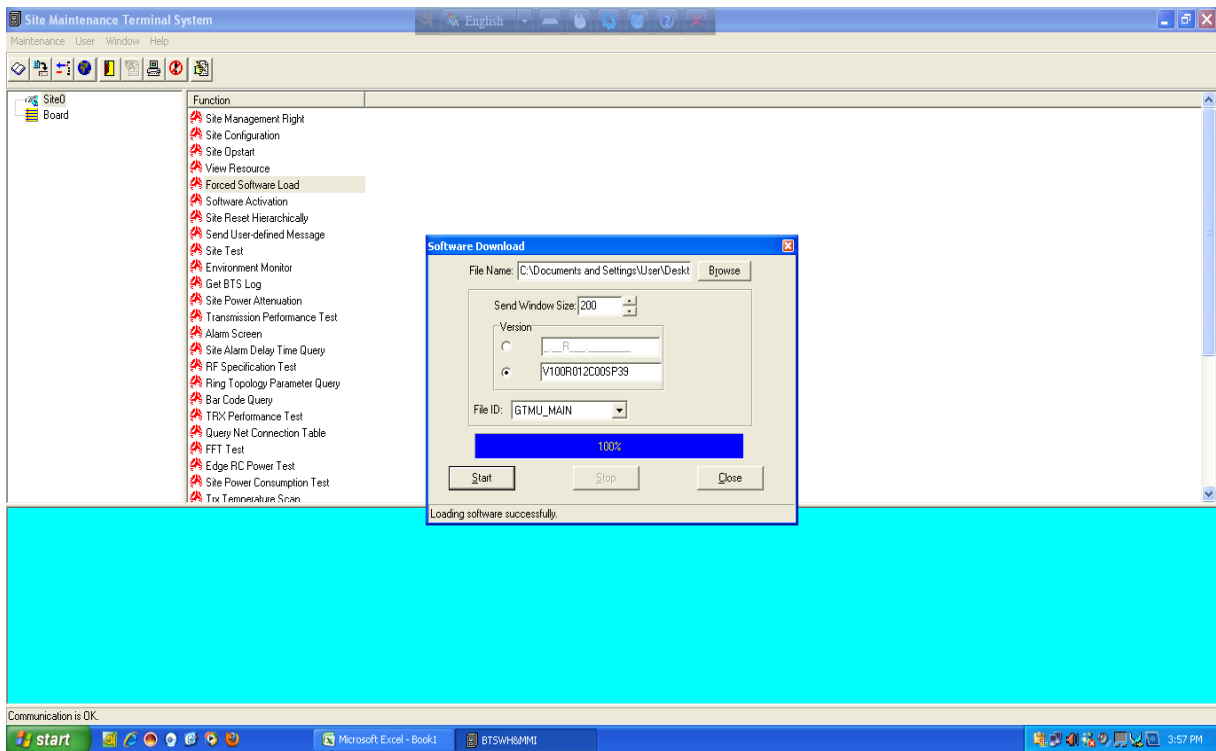 Site Maintenance Terminal System
English
Maintenance User Window Help
Site0
Board
Function
Site Management Right
Site Configuration
Site Opstart
View Resource
Forced Software Load
Software Activation
Site Reset Hierarchically
Send User-defined Message
Site Test
Environment Monitor
Get BTS Log
Site Power Attenuation
Transmission Performance Test
Alarm Screen
Site Alarm Delay Time Query
RF Specification Test
Ring Topology Parameter Query
Bar Code Query
TRX Performance Test
Query Net Connection Table
FFT Test
Edge RC Power Test
Site Power Consumption Test
Trx Temperature Scan
Software Download
File Name: C:\Documents and Settings\User\Deskt Browse
Send Window Size: 200
Version
_.__R___.________
V100R012C00SP39
File ID: GTMU_MAIN
100%
Start Stop Close
Loading software successfully.
Communication is OK.
start Microsoft Excel - Book1 BTSWH&MMI 3:57 PM